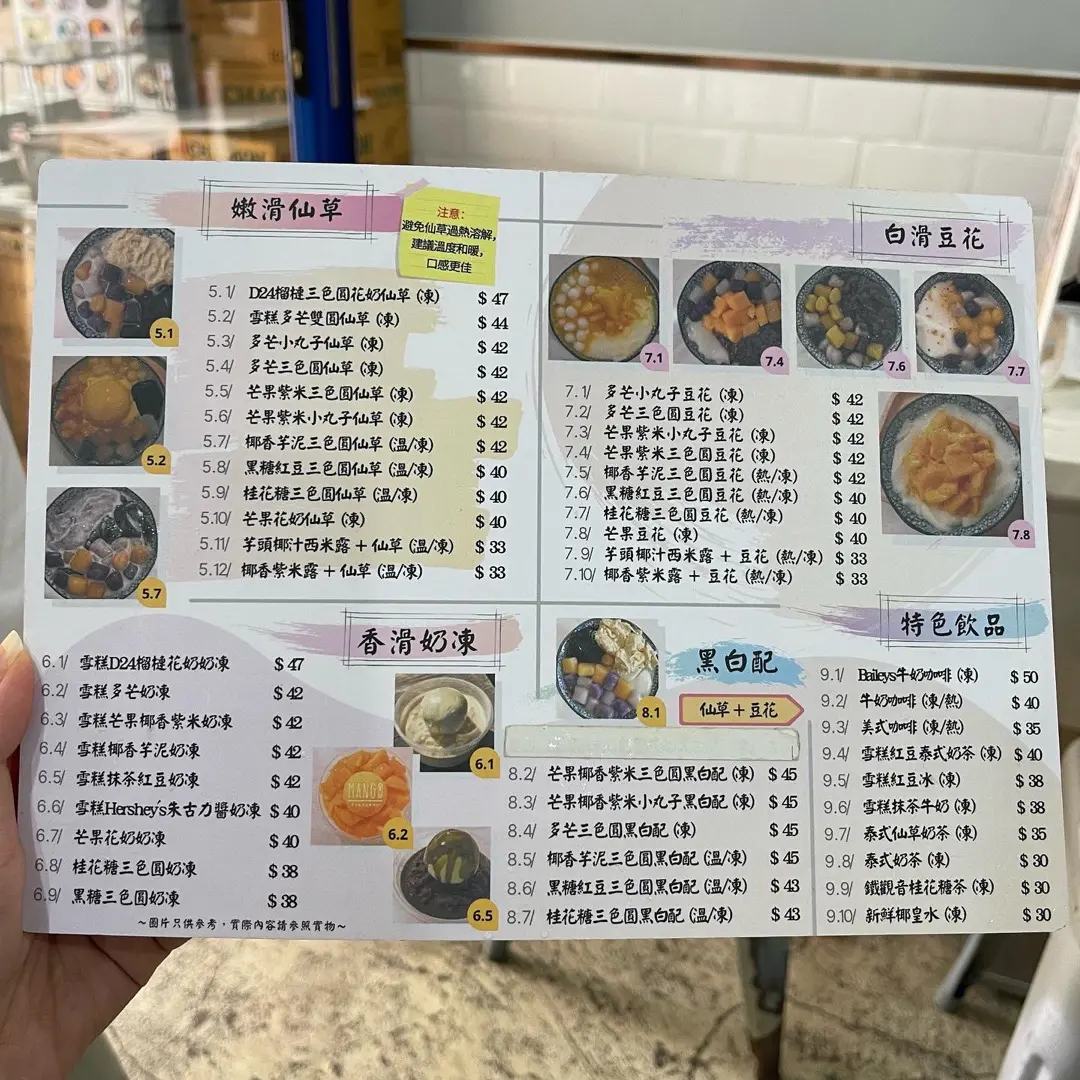 嫩滑仙草
注意：
避免仙草過熱溶解，
建議溫度和暖，
口感更佳
5.1
5.2
5.7
5.1/ D24榴槤三色圓花奶仙草 (凍) $ 47
5.2/ 雪糕多芒雙圓仙草 (凍) $ 44
5.3/ 多芒小丸子仙草 (凍) $ 42
5.4/ 多芒三色圓仙草 (凍) $ 42
5.5/ 芒果紫米三色圓仙草 (凍) $ 42
5.6/ 芒果紫米小丸子仙草 (凍) $ 42
5.7/ 椰香芋泥三色圓仙草 (溫/凍) $ 42
5.8/ 黑糖紅豆三色圓仙草 (溫/凍) $ 40
5.9/ 桂花糖三色圓仙草 (溫/凍) $ 40
5.10/ 芒果花奶仙草 (凍) $ 40
5.11/ 芋頭椰汁西米露 + 仙草 (溫/凍) $ 33
5.12/ 椰香紫米露 + 仙草 (溫/凍) $ 33
白滑豆花
7.1
7.4
7.6
7.7
7.8
7.1/ 多芒小丸子豆花 (凍) $ 42
7.2/ 多芒三色圓豆花 (凍) $ 42
7.3/ 芒果紫米小丸子豆花 (凍) $ 42
7.4/ 芒果紫米三色圓豆花 (凍) $ 42
7.5/ 椰香芋泥三色圓豆花 (熱/凍) $ 42
7.6/ 黑糖紅豆三色圓豆花 (熱/凍) $ 40
7.7/ 桂花糖三色圓豆花 (熱/凍) $ 40
7.8/ 芒果豆花 (凍) $ 40
7.9/ 芋頭椰汁西米露 + 豆花 (熱/凍) $ 33
7.10/ 椰香紫米露 + 豆花 (熱/凍) $ 33
香滑奶凍
6.1/ 雪糕D24榴槤花奶奶凍 $ 47
6.2/ 雪糕多芒奶凍 $ 42
6.3/ 雪糕芒果椰香紫米奶凍 $ 42
6.4/ 雪糕椰香芋泥奶凍 $ 42
6.5/ 雪糕抹茶紅豆奶凍 $ 42
6.6/ 雪糕Hershey's朱古力醬奶凍 $ 40
6.7/ 芒果花奶奶凍 $ 40
6.8/ 桂花糖三色圓奶凍 $ 38
6.9/ 黑糖三色圓奶凍 $ 38
6.1
MANGO
6.2
6.5
～圖片只供參考，實際內容請參照實物～
黑白配
仙草＋豆花
8.1
8.2/ 芒果椰香紫米三色圓黑白配 (凍) $ 45
8.3/ 芒果椰香紫米小丸子黑白配 (凍) $ 45
8.4/ 多芒三色圓黑白配 (凍) $ 45
8.5/ 椰香芋泥三色圓黑白配 (溫/凍) $ 45
8.6/ 黑糖紅豆三色圓黑白配 (溫/凍) $ 43
8.7/ 桂花糖三色圓黑白配 (溫/凍) $ 43
特色飲品
9.1/ Baileys牛奶咖啡 (凍) $ 50
9.2/ 牛奶咖啡 (凍/熱) $ 40
9.3/ 美式咖啡 (凍/熱) $ 35
9.4/ 雪糕紅豆泰式奶茶 (凍) $ 40
9.5/ 雪糕紅豆冰 (凍) $ 38
9.6/ 雪糕抹茶牛奶 (凍) $ 38
9.7/ 泰式仙草奶茶 (凍) $ 35
9.8/ 泰式奶茶 (凍) $ 30
9.9/ 鐵觀音桂花糖茶 (凍) $ 30
9.10/ 新鮮椰皇水 (凍) $ 30